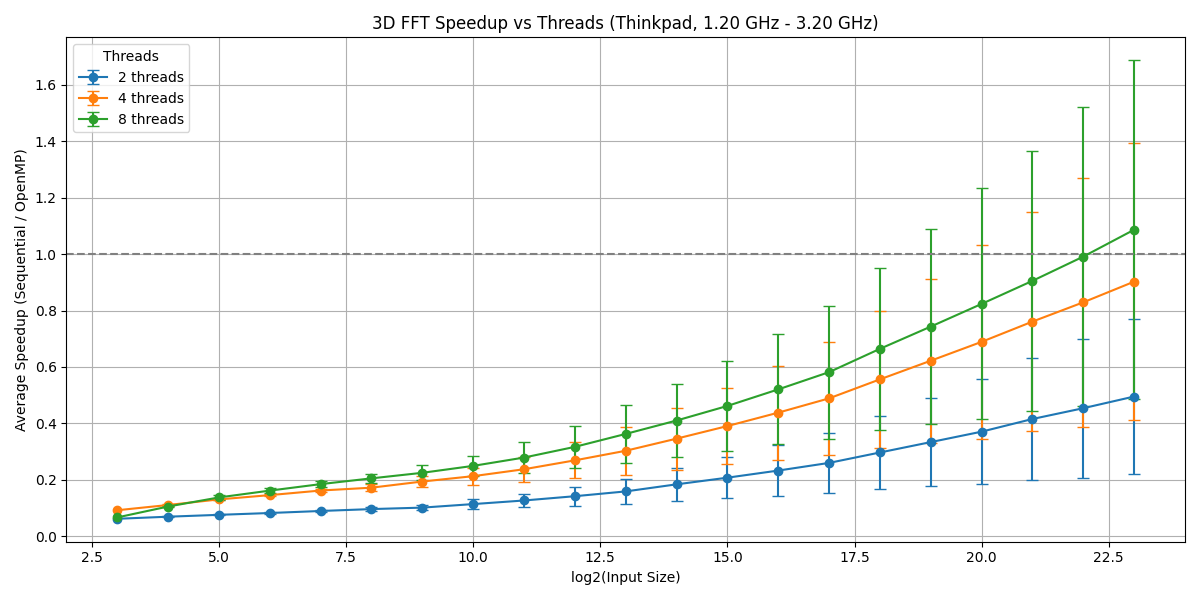 3D FFT Speedup vs Threads (Thinkpad, 1.20 GHz - 3.20 GHz)
Threads
2 threads
4 threads
8 threads
Average Speedup (Sequential / OpenMP)
1.6
1.4
1.2
1.0
0.8
0.6
0.4
0.2
0.0
2.5 5.0 7.5 10.0 12.5 15.0 17.5 20.0 22.5
log2(Input Size)